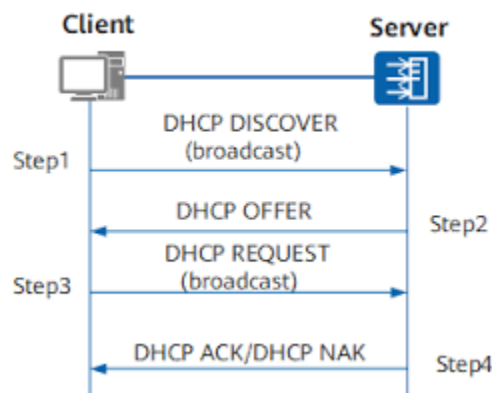 Client
Server
DHCP DISCOVER
(broadcast)
Step1
DHCP OFFER
Step2
DHCP REQUEST
(broadcast)
Step3
DHCP ACK/DHCP NAK
Step4